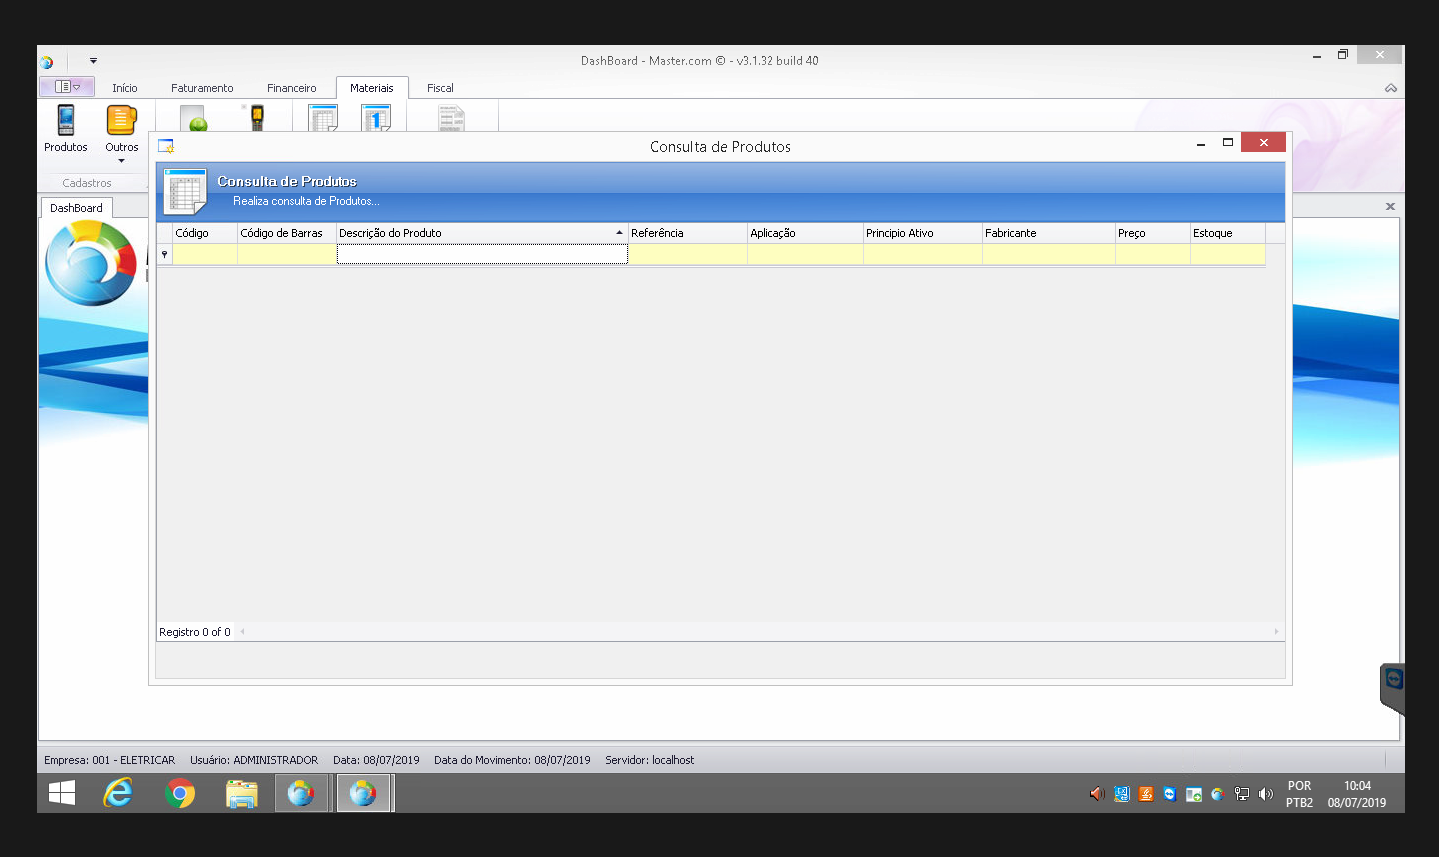 DashBoard - Master.com © - v3.1.32 build 40
Início Faturamento Financeiro Materiais Fiscal
Produtos Outros
Cadastros
DashBoard
Consulta de Produtos
Consulta de Produtos
Realiza consulta de Produtos...
Código Código de Barras Descrição do Produto Referência Aplicação Principio Ativo Fabricante Preço Estoque
Registro 0 of 0
Empresa: 001 - ELETRICAR Usuário: ADMINISTRADOR Data: 08/07/2019 Data do Movimento: 08/07/2019 Servidor: localhost
POR 10:04
PTB2 08/07/2019